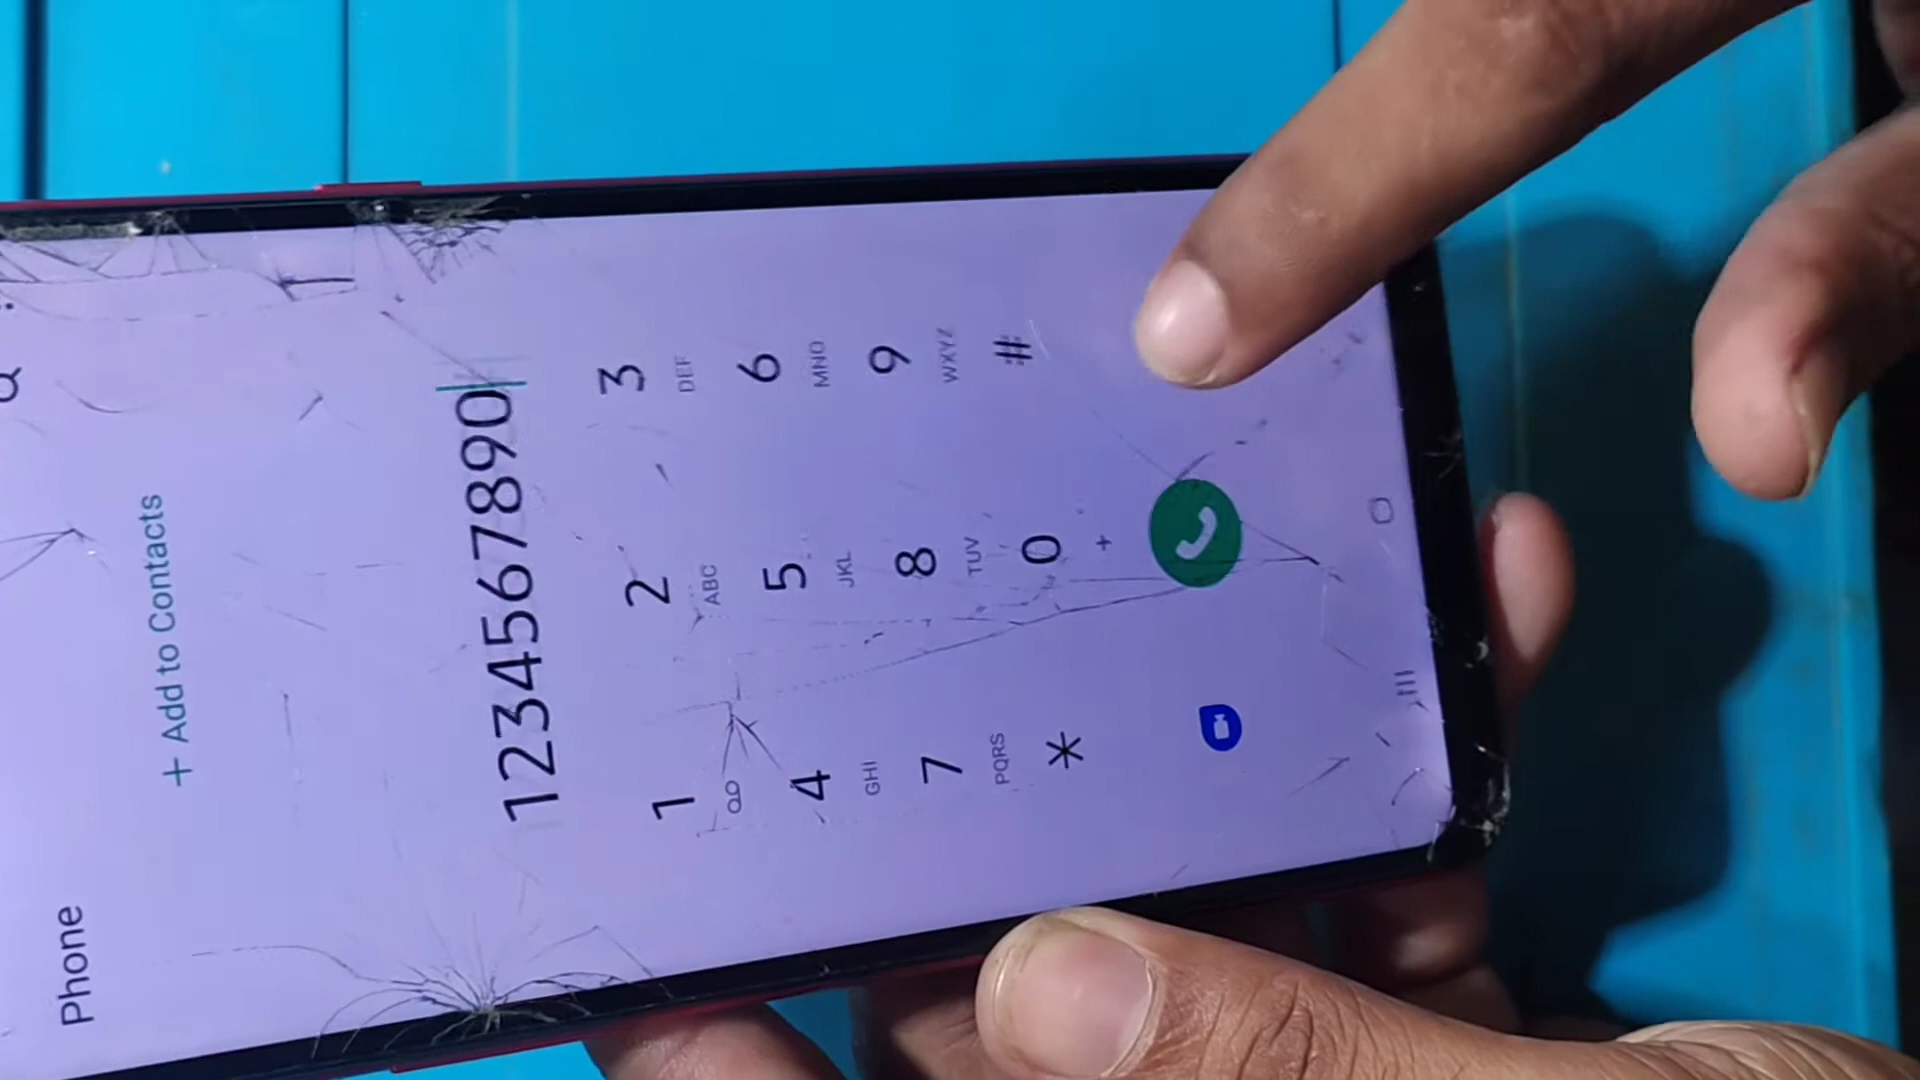 Phone
+ Add to Contacts
1234567890
1 2 3
ABC DEF
4 5 6
GHI JKL MNO
7 8 9
PQRS TUV WXYZ
* 0 #
+